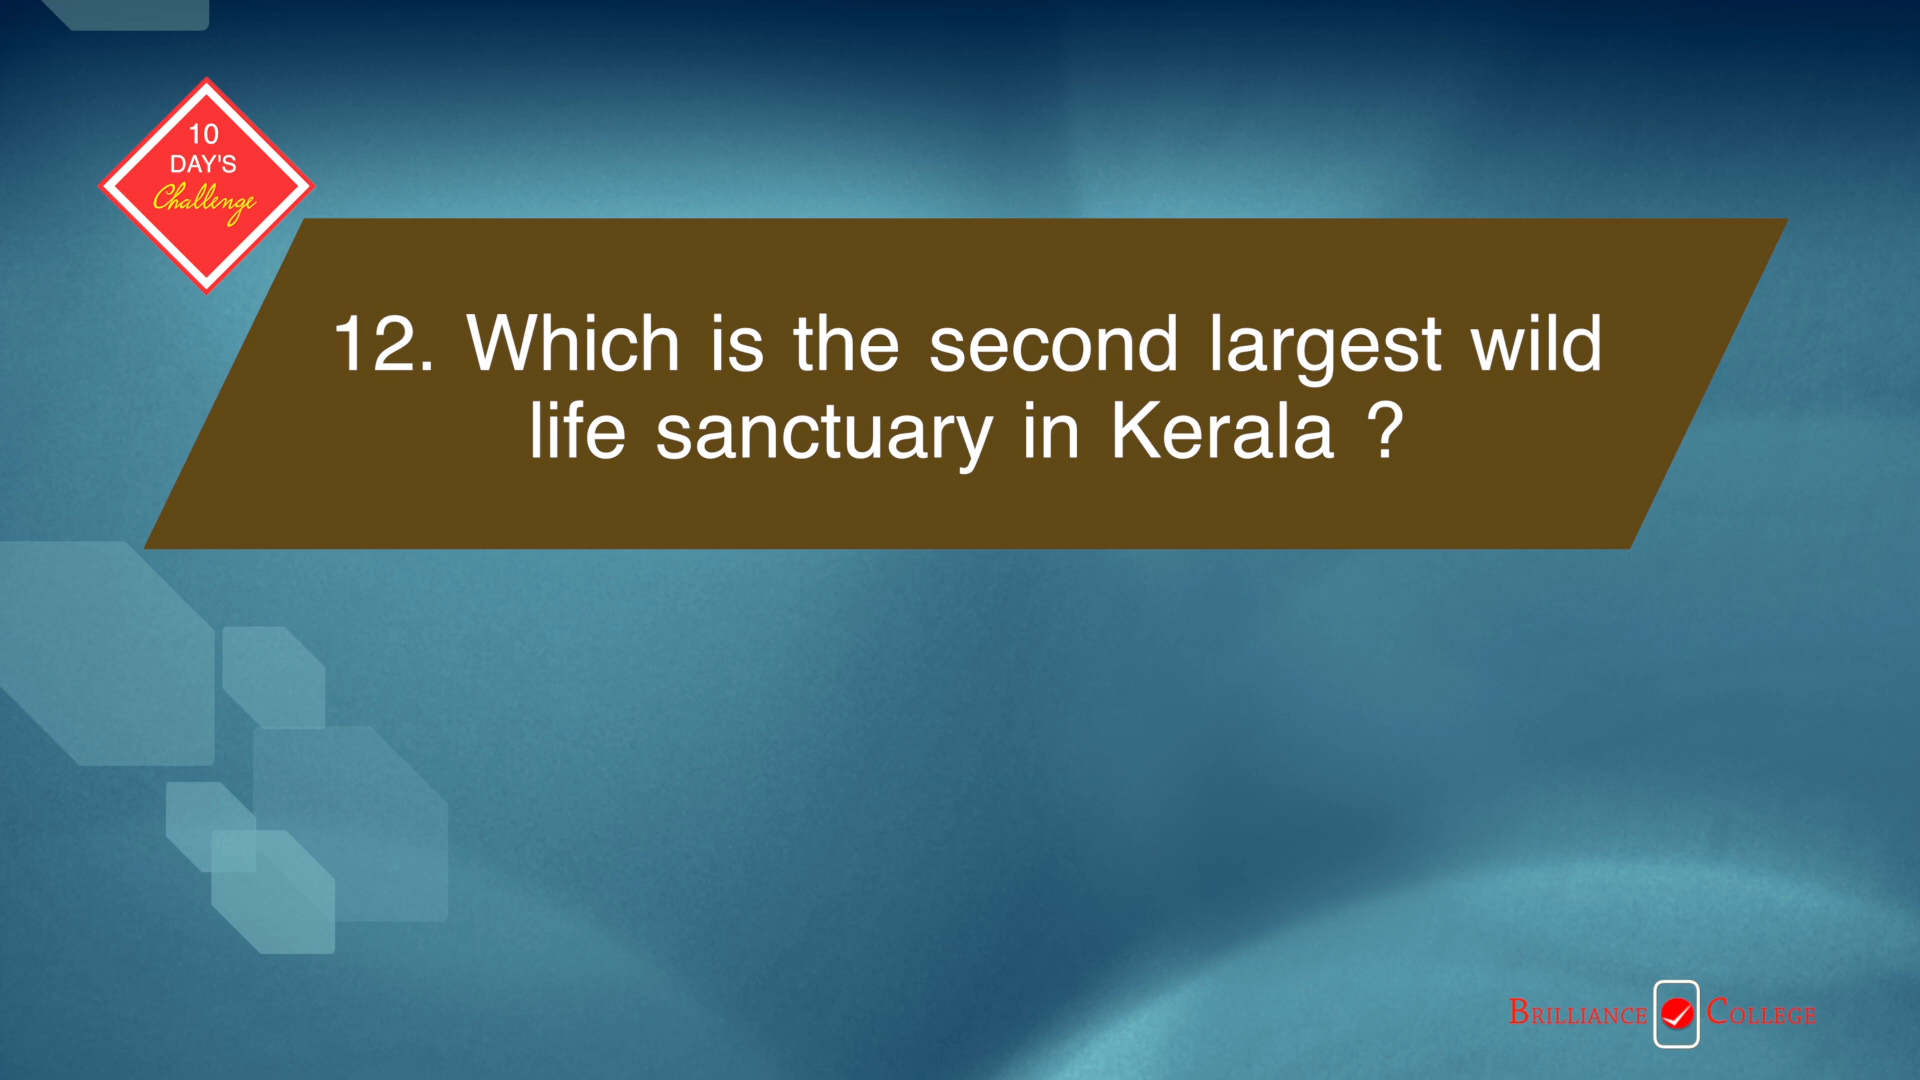 10
DAY'S
Challenge
12. Which is the second largest wild
life sanctuary in Kerala ?
BRILLIANCE COLLEGE